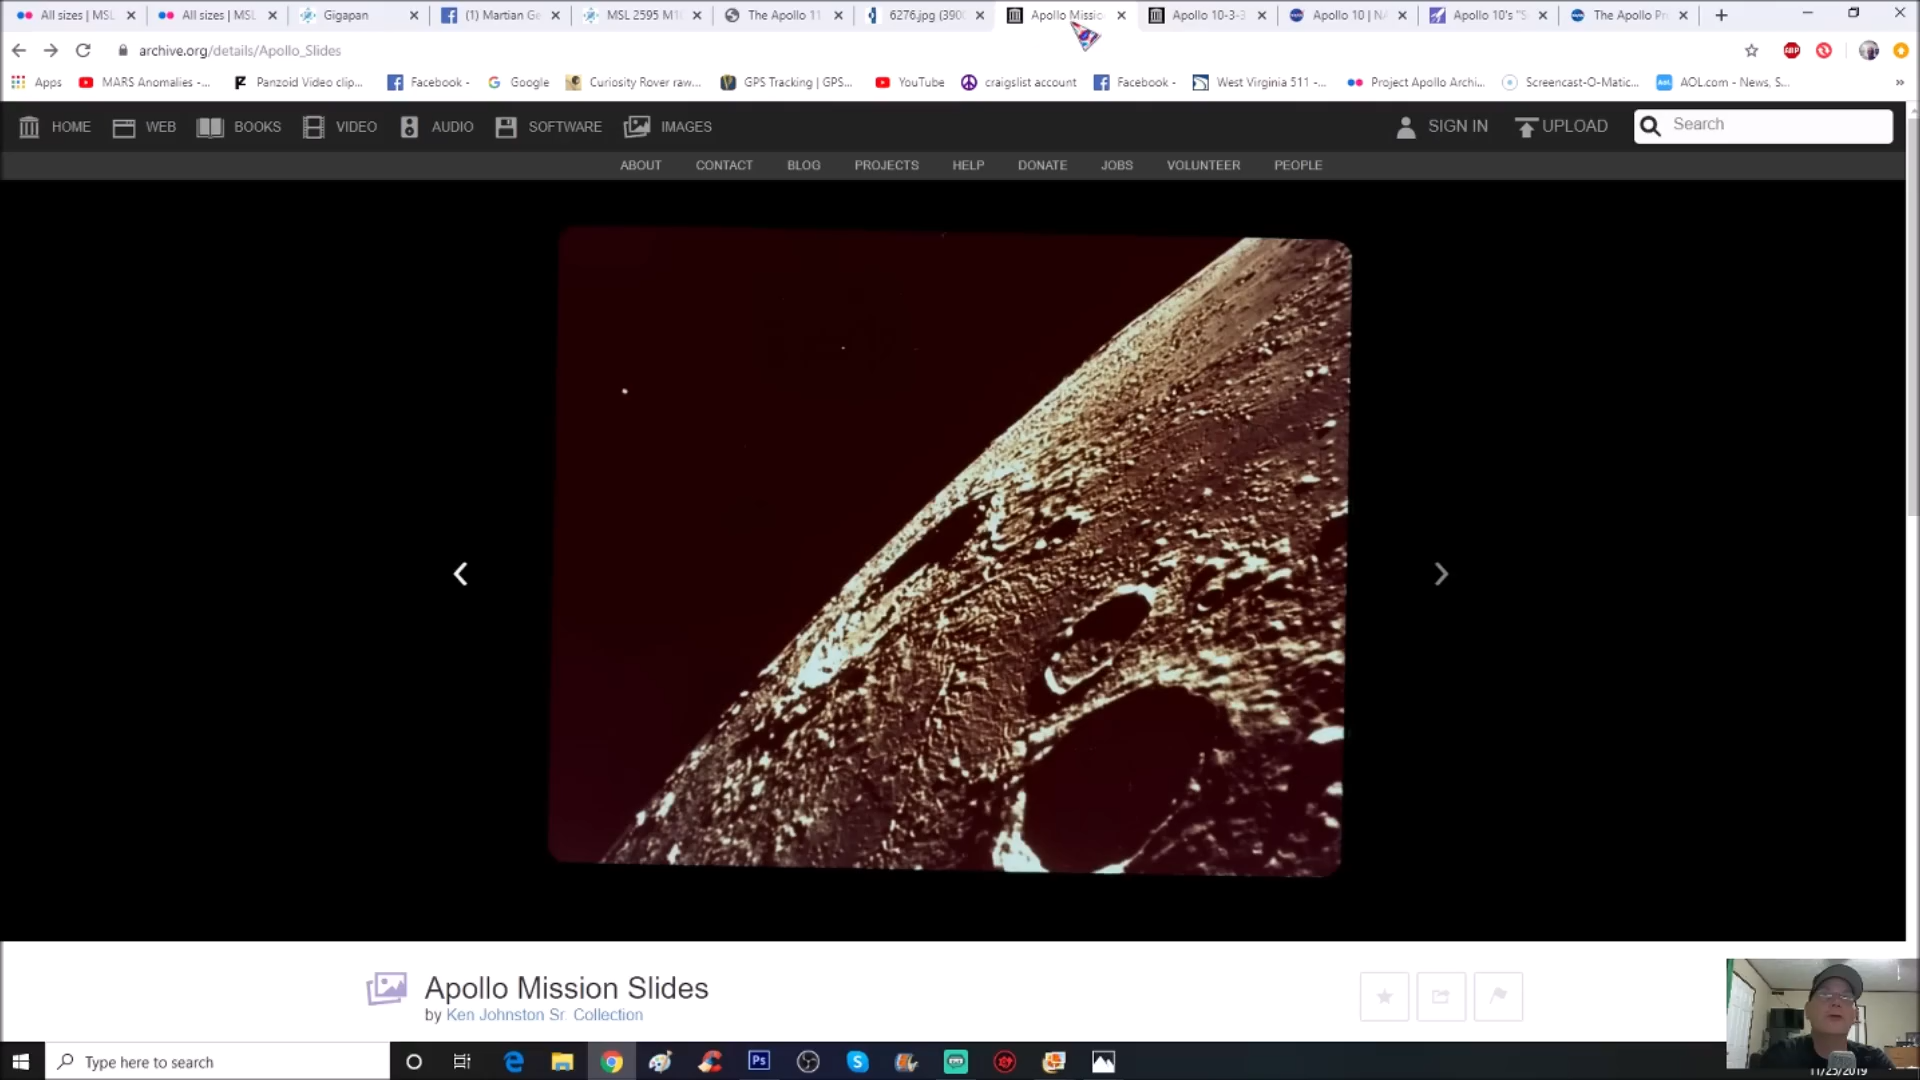 All sizes | MSL
All sizes | MSL
Gigapan
(1) Martian Ge
MSL 2595 M1
The Apollo 11
6276.jpg (390
Apollo Missio
Apollo 10-3-3
Apollo 10 | NA
Apollo 10's "S
The Apollo Pr
archive.org/details/Apollo_Slides
Apps
MARS Anomalies -...
Panzoid Video clip...
Facebook -
Google
Curiosity Rover raw...
GPS Tracking | GPS...
YouTube
craigslist account
Facebook -
West Virginia 511 -...
Project Apollo Archi...
Screencast-O-Matic...
AOL.com - News, S...
HOME
WEB
BOOKS
VIDEO
AUDIO
SOFTWARE
IMAGES
SIGN IN
UPLOAD
Search
ABOUT
CONTACT
BLOG
PROJECTS
HELP
DONATE
JOBS
VOLUNTEER
PEOPLE
Apollo Mission Slides
by Ken Johnston Sr. Collection
Type here to search
Ps
11/25/2019